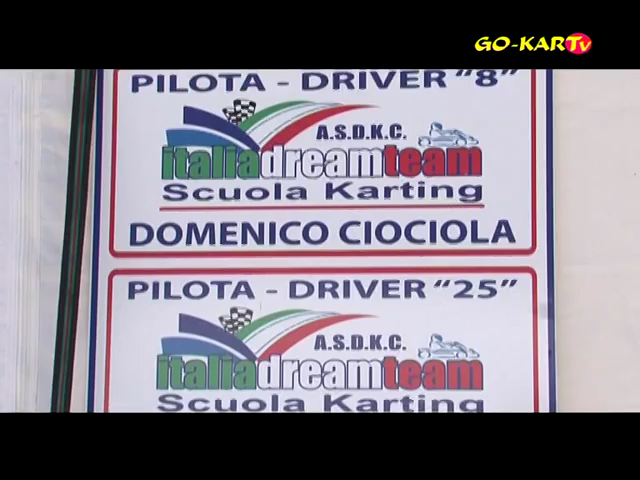 GO-KARTv
PILOTA - DRIVER "8"
A.S.D.K.C.
italiadreamteam
Scuola Karting
DOMENICO CIOCIOLA
PILOTA - DRIVER "25"
A.S.D.K.C.
italiadreamteam
Scuola Karting